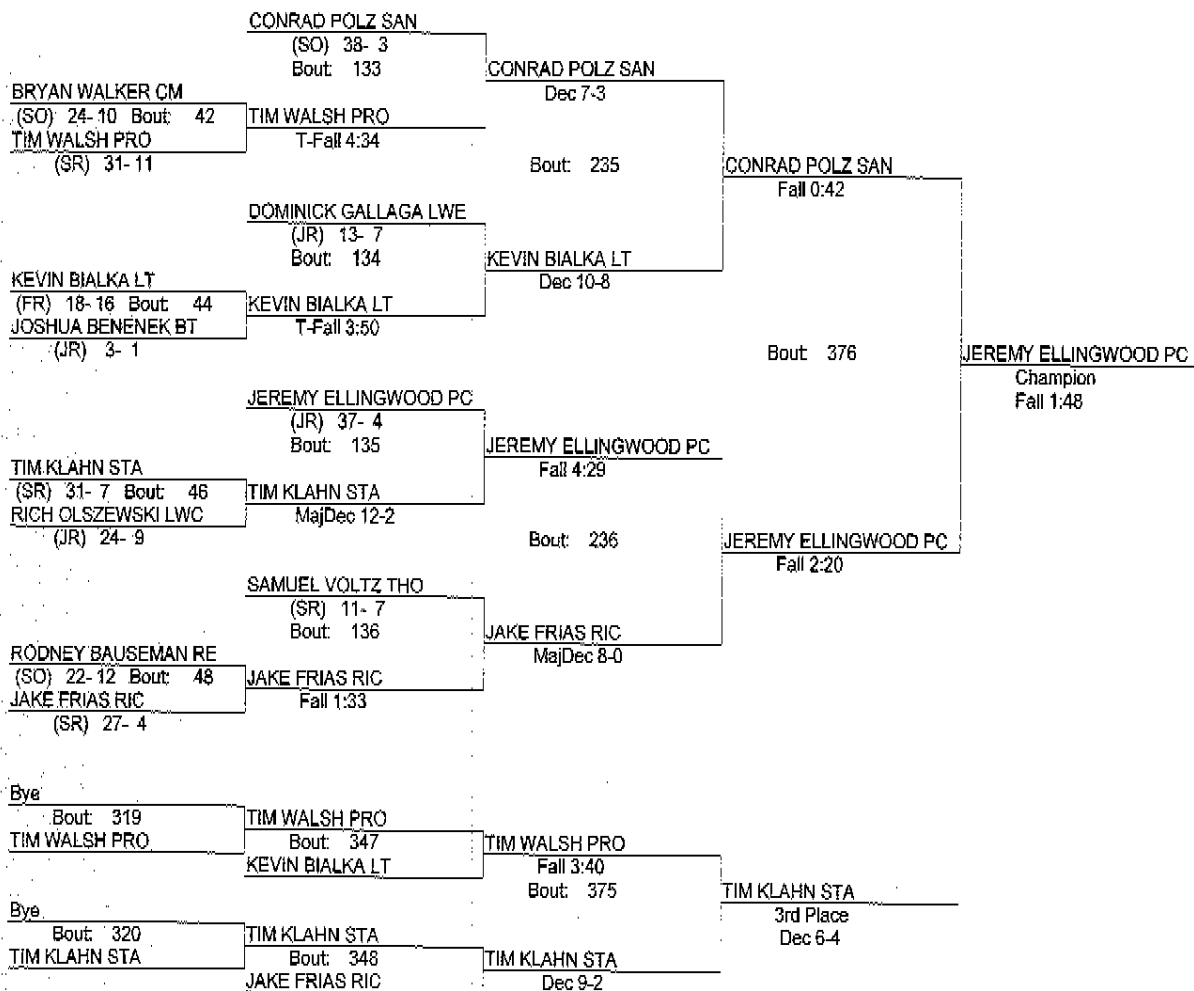 CONRAD POLZ SAN
(SO) 38- 3
Bout: 133
CONRAD POLZ SAN
Dec 7-3
BRYAN WALKER CM
(SO) 24-10 Bout: 42
TIM WALSH PRO
(SR) 31-11
TIM WALSH PRO
T-Fall 4:34
Bout: 235
CONRAD POLZ SAN
Fall 0:42
DOMINICK GALLAGA LWE
(JR) 13- 7
Bout: 134
KEVIN BIALKA LT
Dec 10-8
KEVIN BIALKA LT
(FR) 18-16 Bout: 44
JOSHUA BENENEK BT
(JR) 3- 1
KEVIN BIALKA LT
T-Fall 3:50
Bout: 376
JEREMY ELLINGWOOD PC
Champion
Fall 1:48
JEREMY ELLINGWOOD PC
(JR) 37- 4
Bout: 135
JEREMY ELLINGWOOD PC
Fall 4:29
TIM KLAHN STA
(SR) 31- 7 Bout: 46
RICH OLSZEWSKI LWC
(JR) 24- 9
TIM KLAHN STA
MajDec 12-2
Bout: 236
JEREMY ELLINGWOOD PC
Fall 2:20
SAMUEL VOLTZ THO
(SR) 11- 7
Bout: 136
JAKE FRIAS RIC
MajDec 8-0
RODNEY BAUSEMAN RE
(SO) 22-12 Bout: 48
JAKE FRIAS RIC
(SR) 27- 4
JAKE FRIAS RIC
Fall 1:33
Bye
Bout: 319
TIM WALSH PRO
TIM WALSH PRO
Bout: 347
KEVIN BIALKA LT
TIM WALSH PRO
Fall 3:40
Bout: 375
TIM KLAHN STA
3rd Place
Dec 6-4
Bye
Bout: 320
TIM KLAHN STA
TIM KLAHN STA
Bout: 348
JAKE FRIAS RIC
TIM KLAHN STA
Dec 9-2